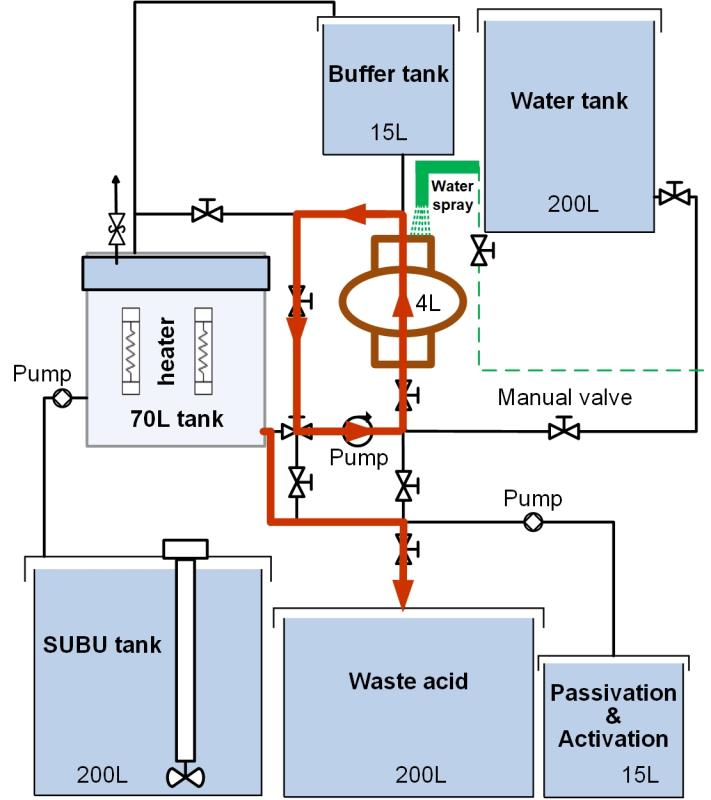 Buffer tank
15L
Water tank
200L
Water
spray
4L
heater
70L tank
Pump
Pump
Manual valve
Pump
SUBU tank
200L
Waste acid
200L
Passivation
&
Activation
15L